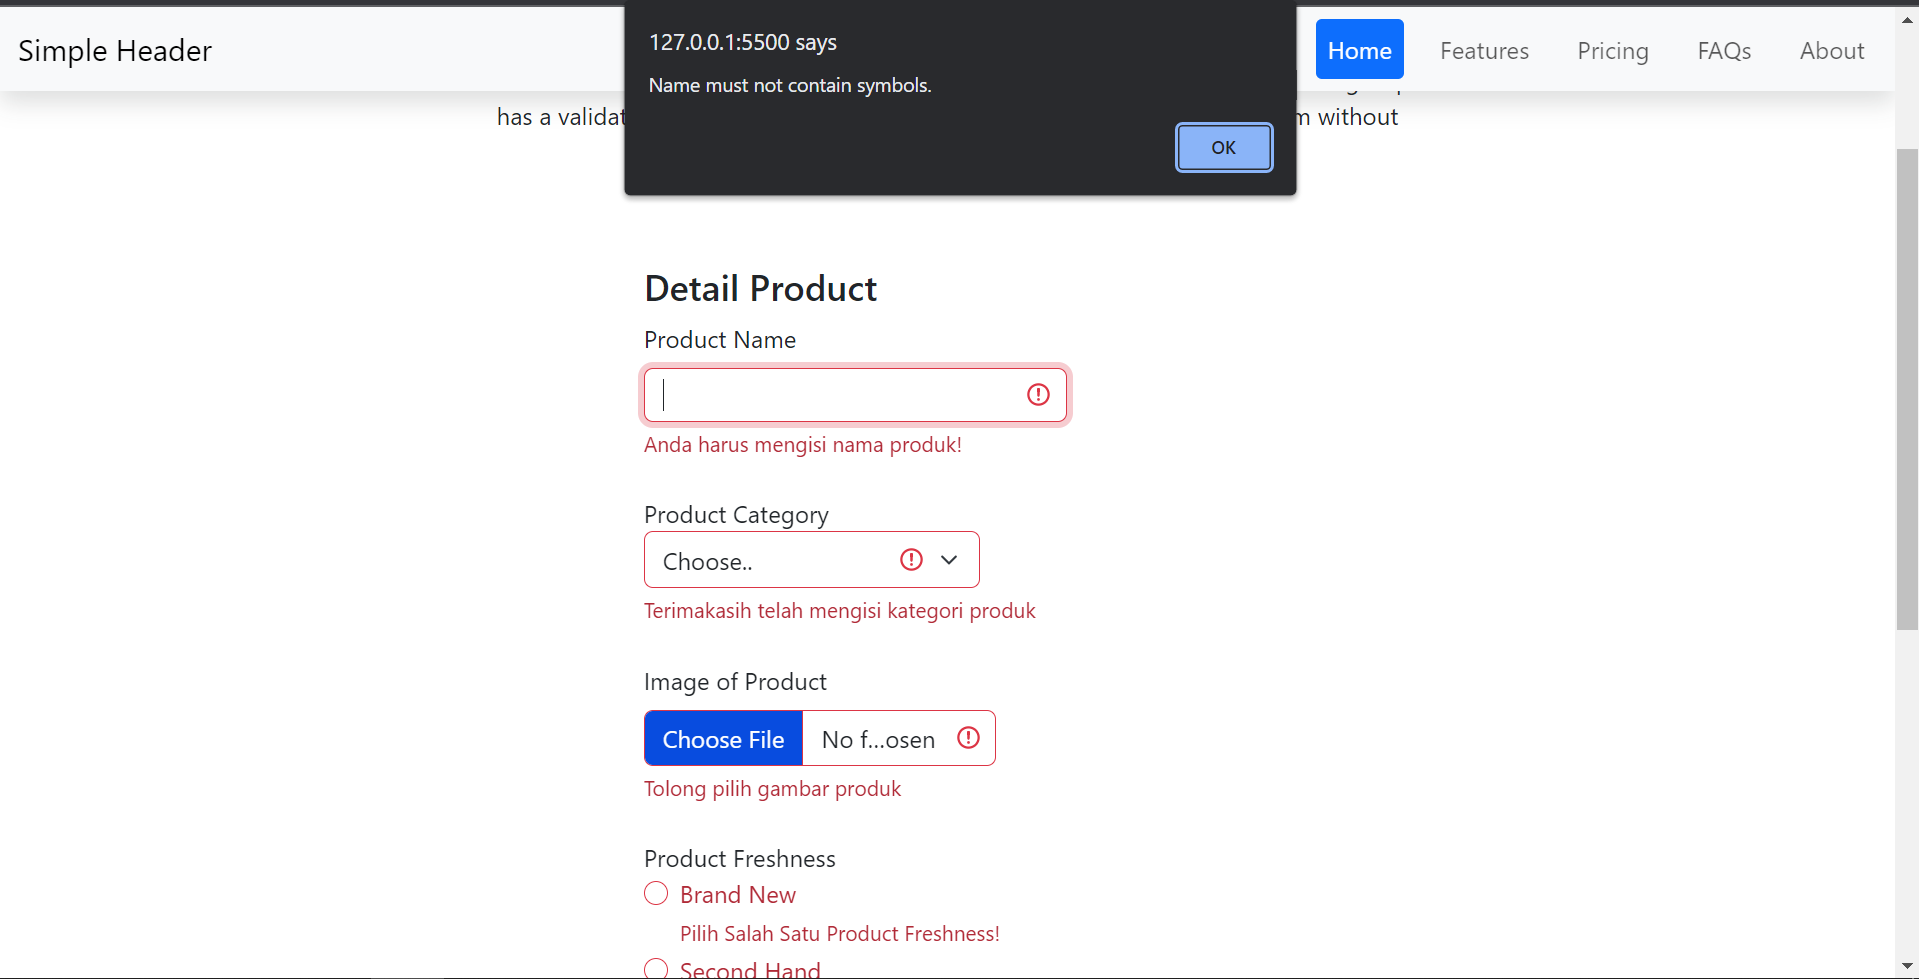 Simple Header
127.0.0.1:5500 says
Name must not contain symbols.
OK
Home
Features
Pricing
FAQs
About
has a validat
m without
Detail Product
Product Name
Anda harus mengisi nama produk!
Product Category
Choose..
Terimakasih telah mengisi kategori produk
Image of Product
Choose File
No f...osen
Tolong pilih gambar produk
Product Freshness
Brand New
Pilih Salah Satu Product Freshness!
Second Hand